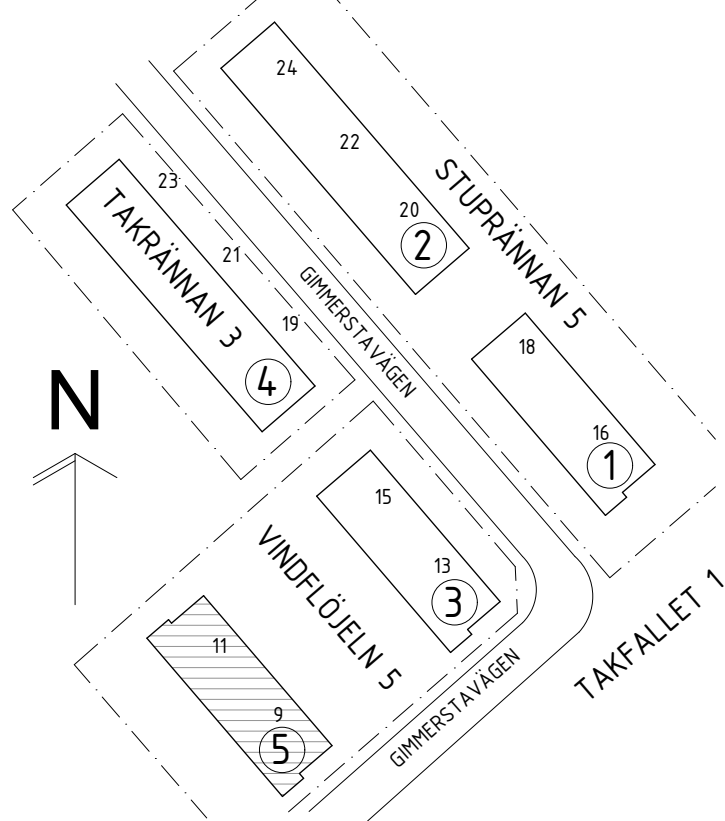 24
22
20
2
STUPRÄNNAN 5
23
21
19
TAKRÄNNAN 3
4
GIMMERSTAVÄGEN
18
16
1
N
15
13
3
VINDFLÖJELN 5
11
9
5
GIMMERSTAVÄGEN
TAKFALLET 1